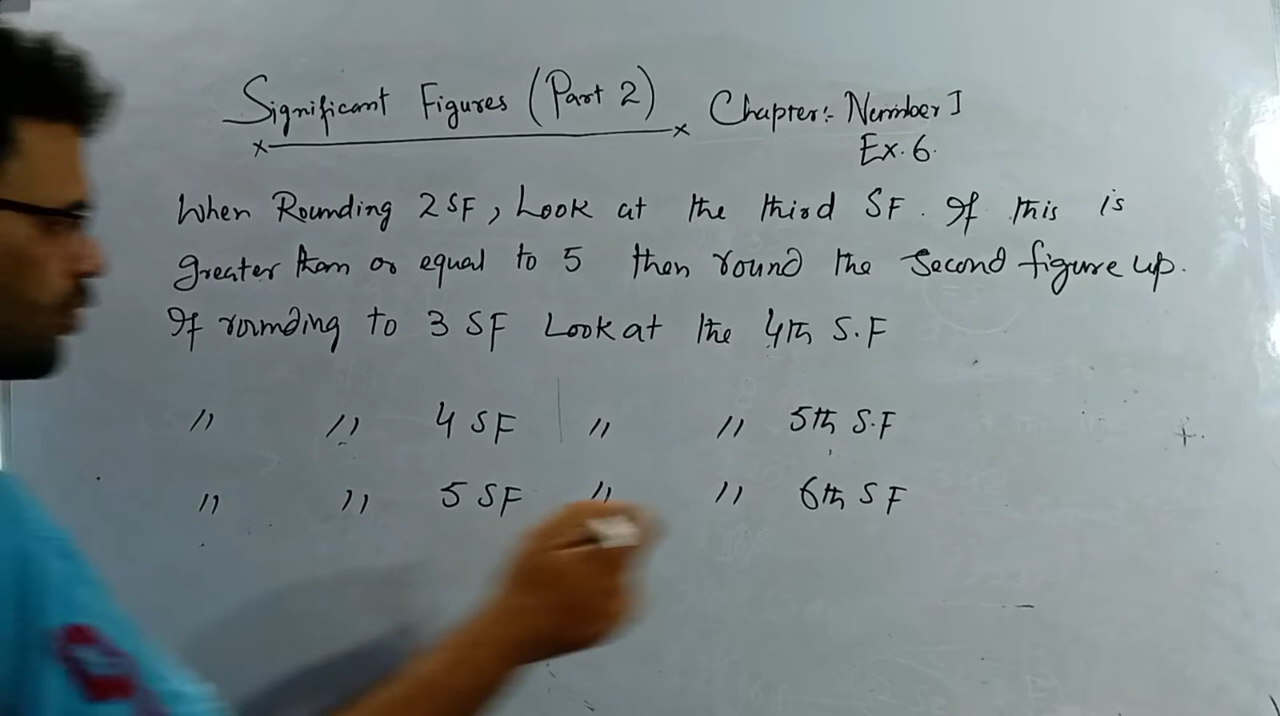 Significant Figures (Part 2) Chapter:- Number I
Ex. 6.
When Rounding 2 SF, Look at the third SF. If this is
greater than or equal to 5 then round the Second figure up.
If rounding to 3 SF Look at the 4th S.F
" " 4 SF " " 5th S.F
" " 5 SF " " 6th SF